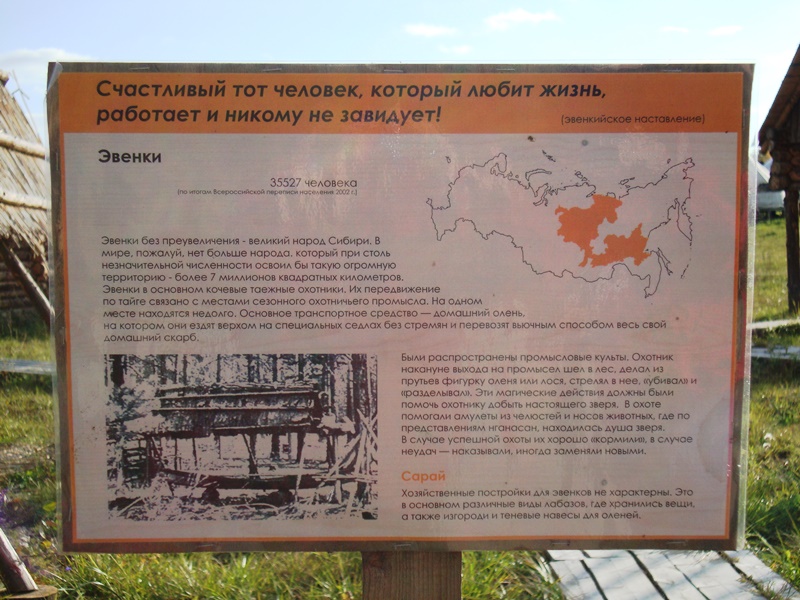 Счастливый тот человек, который любит жизнь,
работает и никому не завидует!
(эвенкийское наставление)
Эвенки
35527 человека
(по итогам Всероссийской переписи населения 2002 г.)
Эвенки без преувеличения - великий народ Сибири. В
мире, пожалуй, нет больше народа, который при столь
незначительной численности освоил бы такую огромную
территорию - более 7 миллионов квадратных километров.
Эвенки в основном кочевые таежные охотники. Их передвижение
по тайге связано с местами сезонного охотничьего промысла. На одном
месте находятся недолго. Основное транспортное средство — домашний олень,
на котором они ездят верхом на специальных седлах без стремян и перевозят вьючным способом весь свой
домашний скарб.
Были распространены промысловые культы. Охотник
накануне выхода на промысел шел в лес, делал из
прутьев фигурку оленя или лося, стрелял в нее, «убивал» и
«разделывал». Эти магические действия должны были
помочь охотнику добыть настоящего зверя. В охоте
помогали амулеты из челюстей и носов животных, где по
представлениям нганасан, находилась душа зверя.
В случае успешной охоты их хорошо «кормили», в случае
неудач — наказывали, иногда заменяли новыми.
Сарай
Хозяйственные постройки для эвенков не характерны. Это
в основном различные виды лабазов, где хранились вещи,
а также изгороди и теневые навесы для оленей.